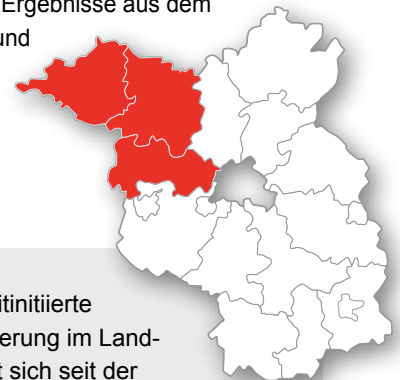 Ergebnisse aus dem
und
itinitiierte
erung im Land-
t sich seit der